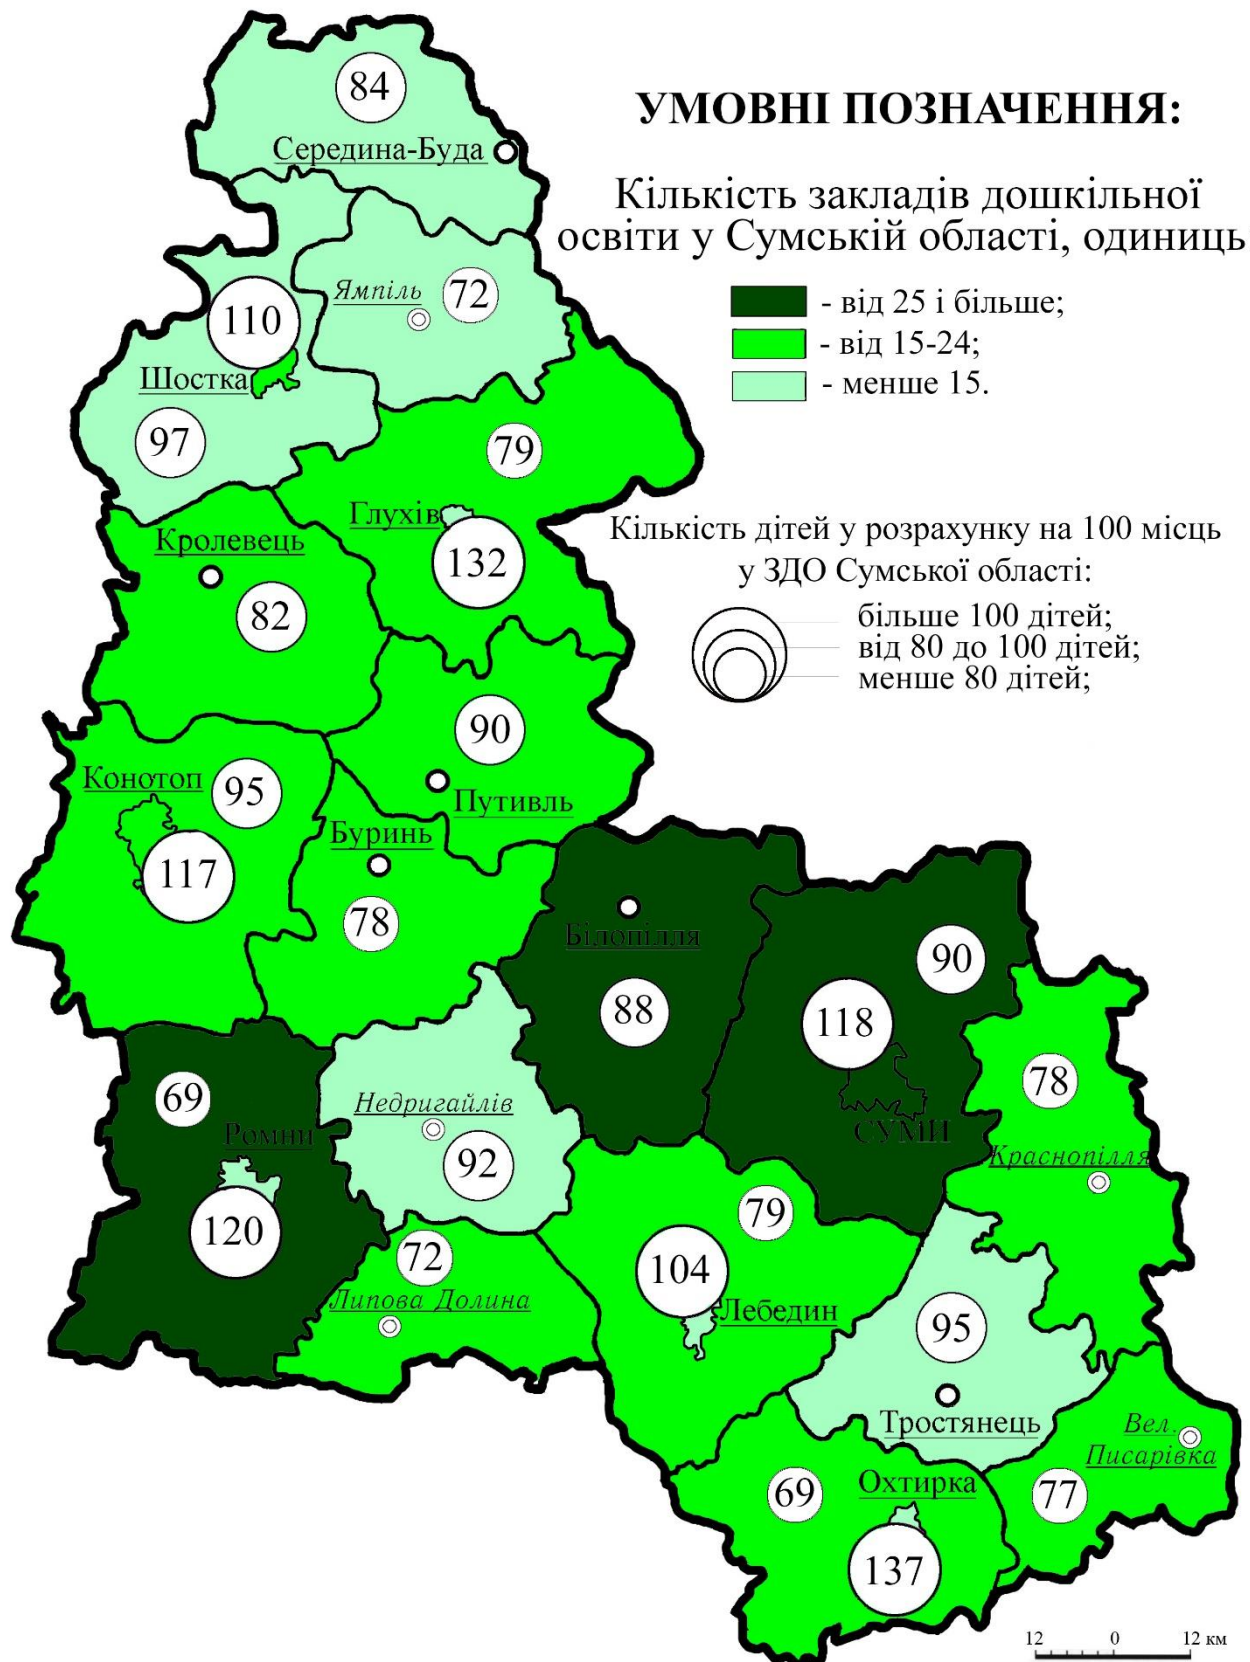 84
УМОВНІ ПОЗНАЧЕННЯ:
Середина-Буда
Кількість закладів дошкільної
освіти у Сумській області, одиниць
- від 25 і більше;
- від 15-24;
- менше 15.
Ямпіль
72
110
Шостка
97
79
Глухів
132
Кількість дітей у розрахунку на 100 місць
у ЗДО Сумської області:
більше 100 дітей;
від 80 до 100 дітей;
менше 80 дітей;
Кролевець
82
90
Путивль
Конотоп
95
117
Буринь
78
Білопілля
88
90
118
СУМИ
78
Краснопілля
69
Ромни
120
Недригайлів
92
72
Липова Долина
79
104
Лебедин
95
Тростянець
Вел.
Писарівка
77
69
Охтирка
137
12 0 12 км